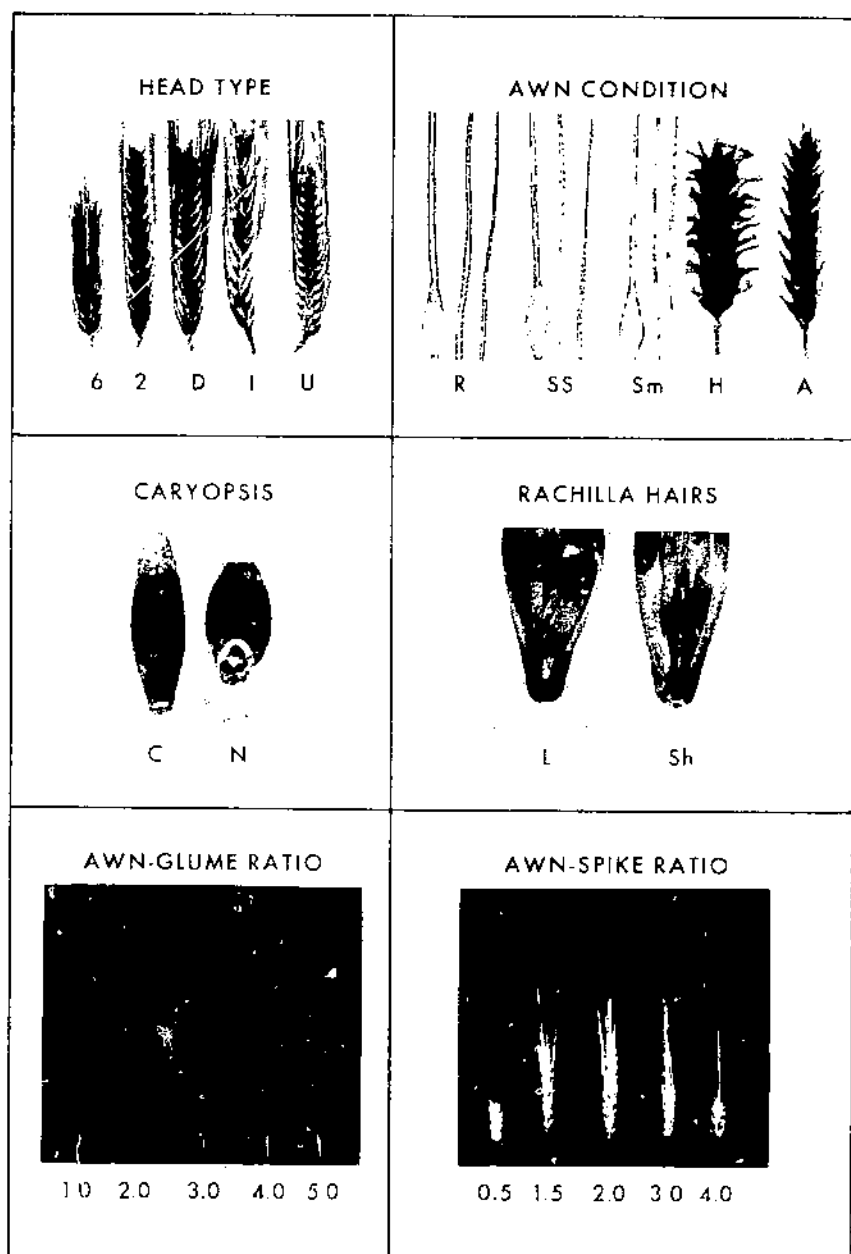 HEAD TYPE
6 2 D I U
AWN CONDITION
R SS Sm H A
CARYOPSIS
C N
RACHILLA HAIRS
L Sh
AWN-GLUME RATIO
1.0 2.0 3.0 4.0 5.0
AWN-SPIKE RATIO
0.5 1.5 2.0 3.0 4.0